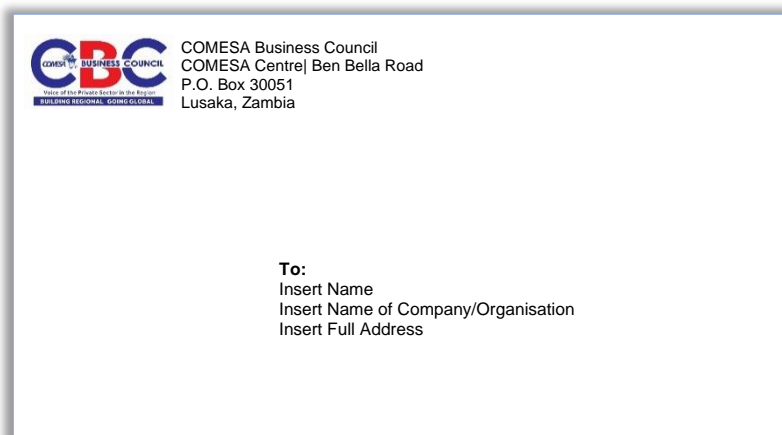 CBC
COMESA BUSINESS COUNCIL
Voice of the Private Sector in the Region
BUILDING REGIONAL GOING GLOBAL
COMESA Business Council
COMESA Centre| Ben Bella Road
P.O. Box 30051
Lusaka, Zambia
To:
Insert Name
Insert Name of Company/Organisation
Insert Full Address